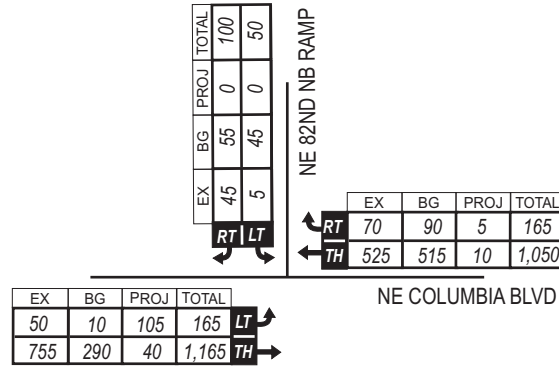 TOTAL 100 50
PROJ 0 0
BG 55 45
EX 45 5
RT LT
NE 82ND NB RAMP
EX BG PROJ TOTAL
RT 70 90 5 165
TH 525 515 10 1,050
NE COLUMBIA BLVD
EX BG PROJ TOTAL
50 10 105 165 LT
755 290 40 1,165 TH